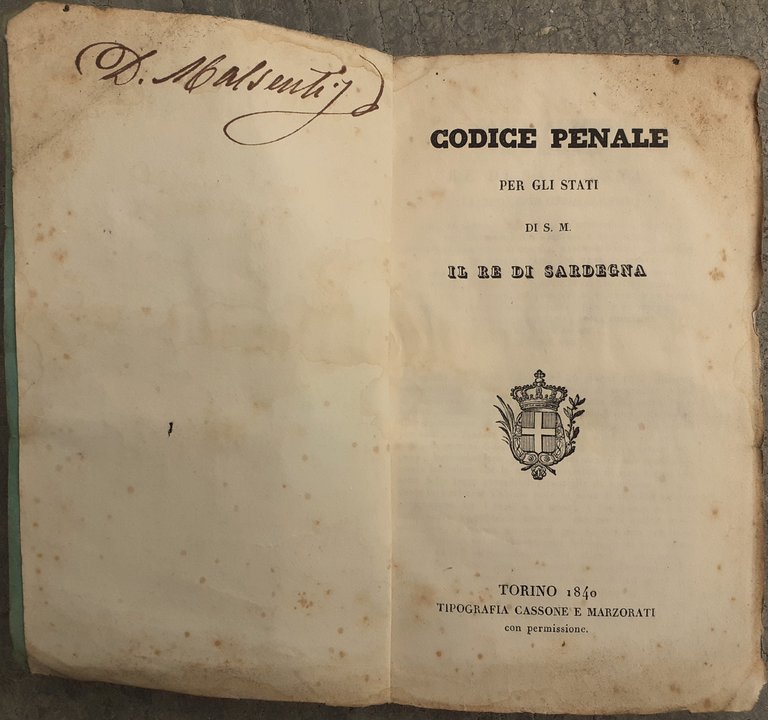 D. Malsenti
CODICE PENALE
PER GLI STATI
DI S. M.
IL RE DI SARDEGNA
TORINO 1840
TIPOGRAFIA CASSONE E MARZORATI
con permissione.